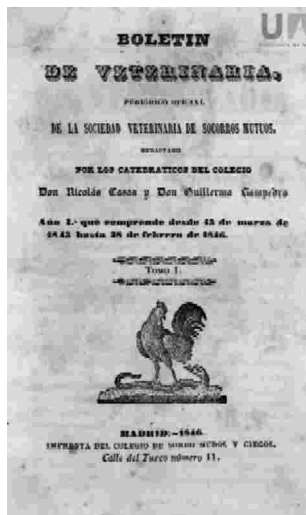 BOLETIN
DE VETERINARIA,
PERIÓDICO OFICIAL
DE LA SOCIEDAD VETERINARIA DE SOCORROS MUTUOS,
REDACTADO
POR LOS CATEDRATICOS DEL COLEGIO
Don Nicolás Casas y Don Guillermo Sampedro
Año 1.º que comprende desde 15 de marzo de
1845 hasta 28 de febrero de 1846.
TOMO I.
MADRID:—1846.
IMPRENTA DEL COLEGIO DE SORDO MUDOS Y CIEGOS,
Calle del Turco número 11.